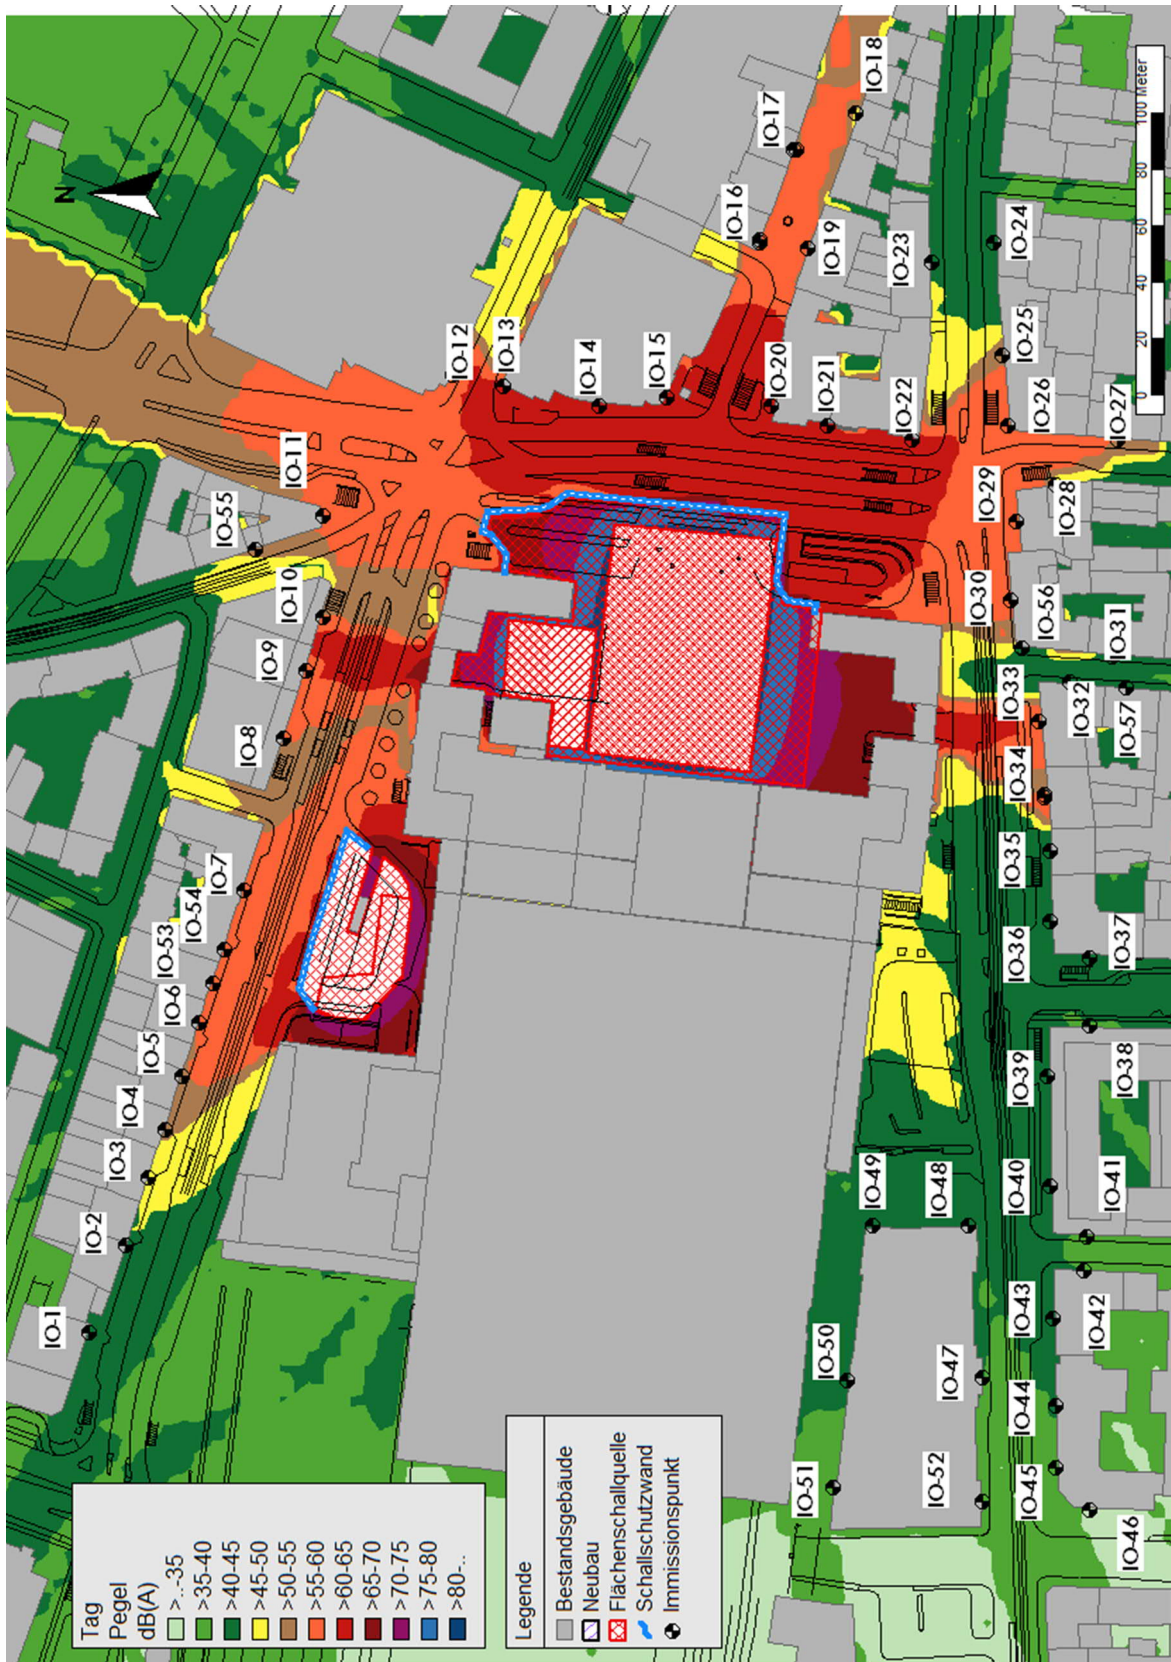 Tag
Pegel
dB(A)
>..-35
>35-40
>40-45
>45-50
>50-55
>55-60
>60-65
>65-70
>70-75
>75-80
>80-..
Legende
Bestandsgebäude
Neubau
Flächenschallquelle
Schallschutzwand
Immissionspunkt
N
0 20 40 60 80 100 Meter
IO-1
IO-2
IO-3
IO-4
IO-5
IO-6
IO-53
IO-54
IO-7
IO-8
IO-9
IO-10
IO-55
IO-11
IO-12
IO-13
IO-14
IO-15
IO-16
IO-17
IO-18
IO-19
IO-20
IO-21
IO-22
IO-23
IO-24
IO-25
IO-26
IO-27
IO-28
IO-29
IO-30
IO-56
IO-31
IO-32
IO-57
IO-33
IO-34
IO-35
IO-36
IO-37
IO-38
IO-39
IO-40
IO-41
IO-42
IO-43
IO-44
IO-45
IO-46
IO-47
IO-48
IO-49
IO-50
IO-51
IO-52